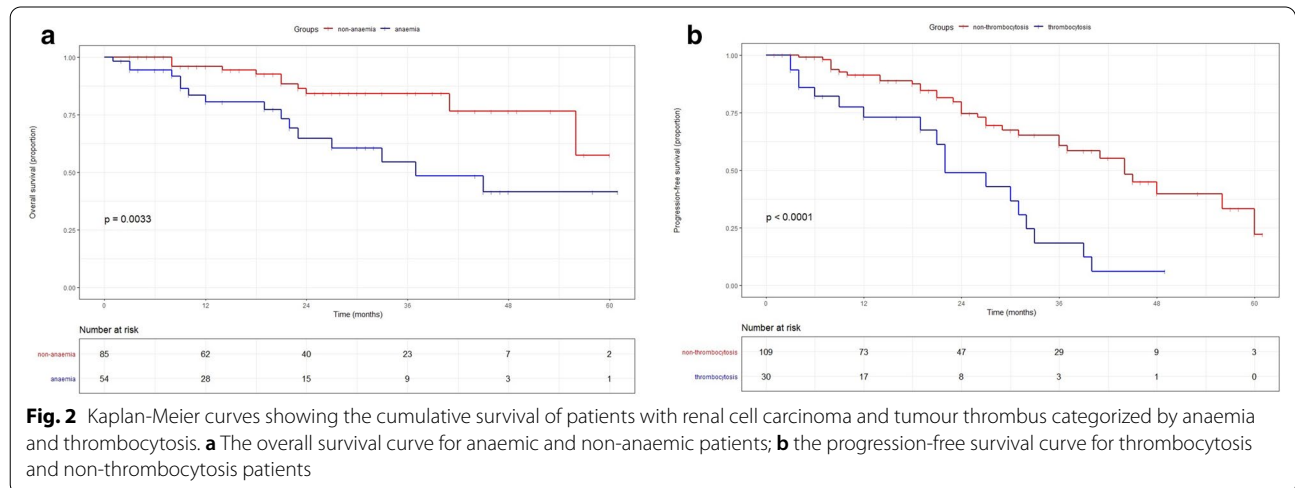 a
Groups non-anaemia anaemia
1.00
0.75
0.50
0.25
0.00
Overall survival (proportion)
p = 0.0033
0 12 24 36 48 60
Time (months)
Number at risk
non-anaemia 85 62 40 23 7 2
anaemia 54 28 15 9 3 1
b
Groups non-thrombocytosis thrombocytosis
1.00
0.75
0.50
0.25
0.00
Progression-free survival (proportion)
p < 0.0001
0 12 24 36 48 60
Time (months)
Number at risk
non-thrombocytosis 109 73 47 29 9 3
thrombocytosis 30 17 8 3 1 0
Fig. 2 Kaplan-Meier curves showing the cumulative survival of patients with renal cell carcinoma and tumour thrombus categorized by anaemia
and thrombocytosis. a The overall survival curve for anaemic and non-anaemic patients; b the progression-free survival curve for thrombocytosis
and non-thrombocytosis patients